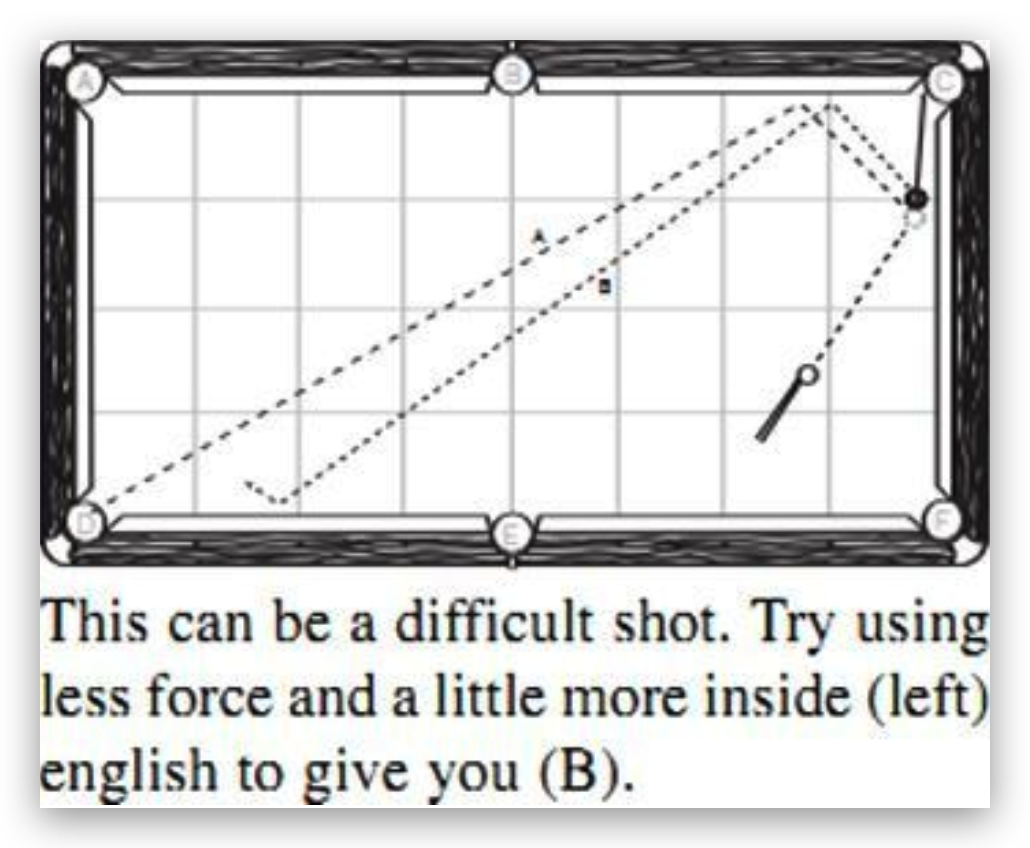 A
B
C
A
B
D
E
F
This can be a difficult shot. Try using
less force and a little more inside (left)
english to give you (B).